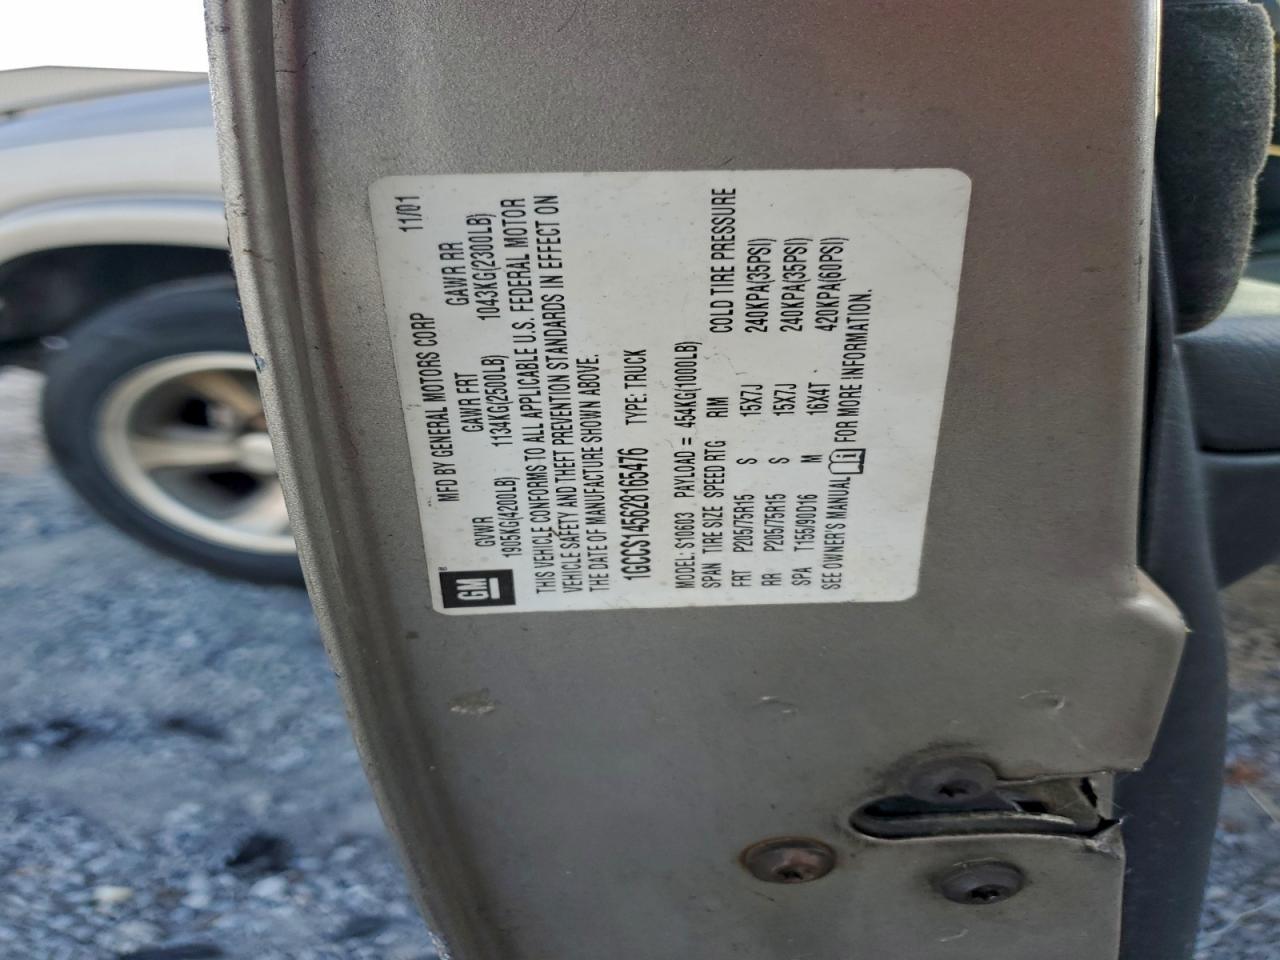 GM® MFD BY GENERAL MOTORS CORP 11/01
GVWR GAWR FRT GAWR RR
1905KG(4200LB) 1134KG(2500LB) 1043KG(2300LB)
THIS VEHICLE CONFORMS TO ALL APPLICABLE U.S. FEDERAL MOTOR
VEHICLE SAFETY AND THEFT PREVENTION STANDARDS IN EFFECT ON
THE DATE OF MANUFACTURE SHOWN ABOVE.
1GCCS145628165476 TYPE: TRUCK
MODEL: S10603 PAYLOAD = 454KG(1000LB)
SPAN TIRE SIZE SPEED RTG RIM COLD TIRE PRESSURE
FRT P205/75R15 S 15X7J 240KPA(35PSI)
RR P205/75R15 S 15X7J 240KPA(35PSI)
SPA T155/90D16 M 16X4T 420KPA(60PSI)
SEE OWNER'S MANUAL FOR MORE INFORMATION.